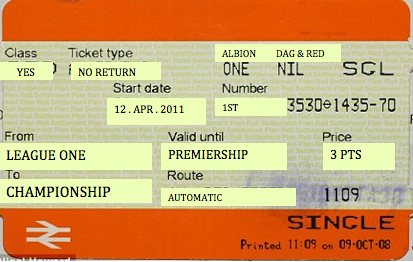 ALBION DAG & RED
Class Ticket type
YES NO RETURN ONE NIL SGL
Start date Number
12.APR.2011 1ST 3530⇔1435-70
From Valid until Price
LEAGUE ONE PREMIERSHIP 3 PTS
To Route
CHAMPIONSHIP AUTOMATIC 1109
SINGLE
Printed 11:09 on 09-OCT-08